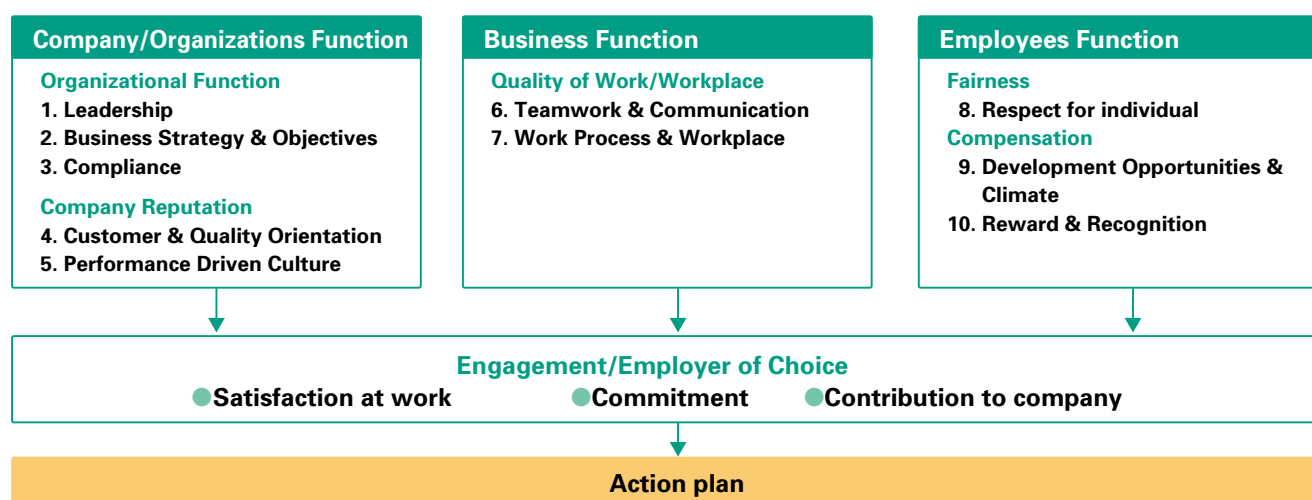 Company/Organizations Function
Organizational Function
1. Leadership
2. Business Strategy & Objectives
3. Compliance
Company Reputation
4. Customer & Quality Orientation
5. Performance Driven Culture
Business Function
Quality of Work/Workplace
6. Teamwork & Communication
7. Work Process & Workplace
Employees Function
Fairness
8. Respect for individual
Compensation
9. Development Opportunities &
Climate
10. Reward & Recognition
Engagement/Employer of Choice
●Satisfaction at work
●Commitment
●Contribution to company
Action plan